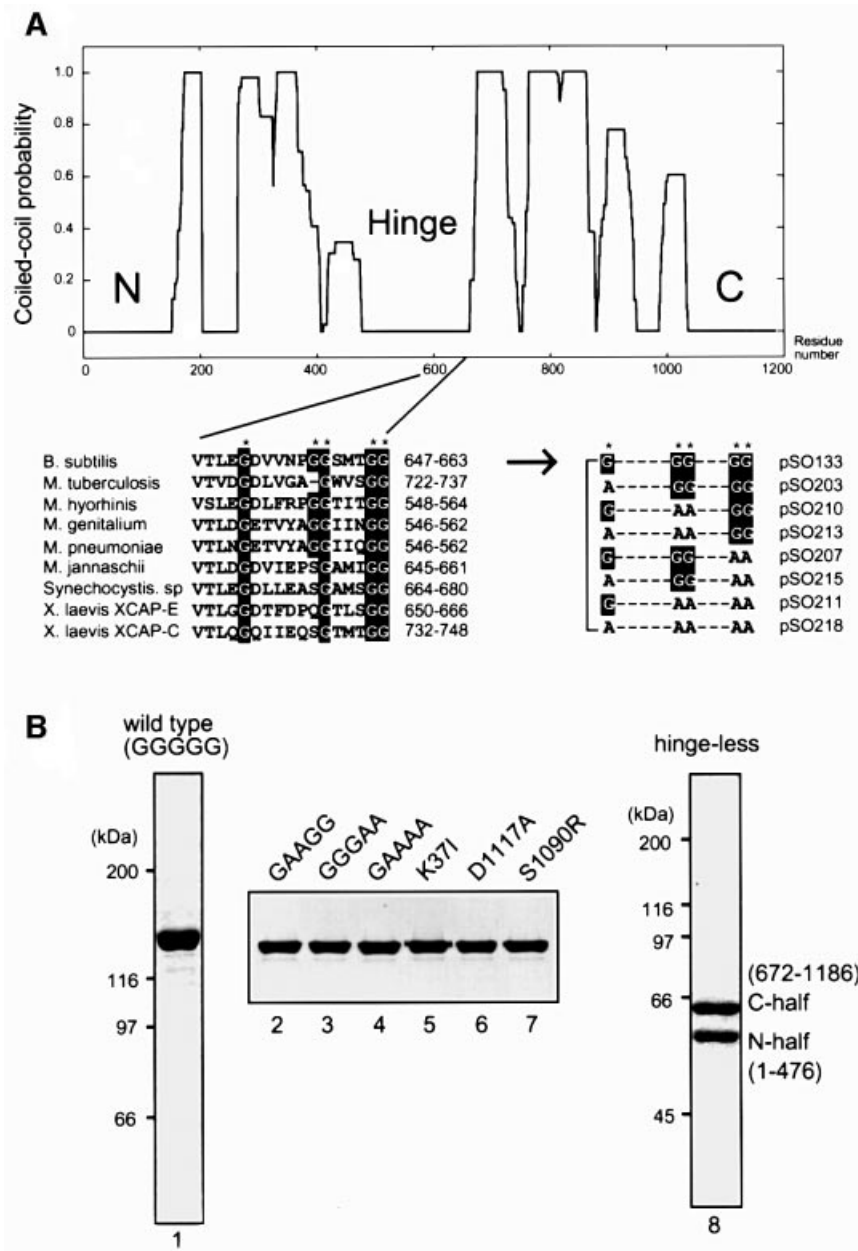 A
Coiled-coil probability
1.0
0.8
0.6
0.4
0.2
0
N
Hinge
C
0 200 400 600 800 1000 1200
Residue number
* ** **
B. subtilis VTLEGDVVNPGGSMTGG 647-663
M. tuberculosis VTVDGDLVGA-GWVSGG 722-737
M. hyorhinis VSLEGDLFRPGGTITGG 548-564
M. genitalium VTLDGETVYAGGIINGG 546-562
M. pneumoniae VTLNGETVYAGGIIQGG 546-562
M. jannaschii VTLDGDVIEPSGAMIGG 645-661
Synechocystis. sp VTLEGDLLEASGAMSGG 664-680
X. laevis XCAP-E VTLGGDTFDPQGTLSGG 650-666
X. laevis XCAP-C VTLQGQIIEQSGTMTGG 732-748
* ** **
G-----GG---GG pSO133
A-----GG---GG pSO203
G-----AA---GG pSO210
A-----AA---GG pSO213
G-----GG---AA pSO207
A-----GG---AA pSO215
G-----AA---AA pSO211
A-----AA---AA pSO218
B
wild type
(GGGGG)
(kDa)
200
116
97
66
1
GAAGG GGGAA GAAAA K37I D1117A S1090R
2 3 4 5 6 7
hinge-less
(kDa)
200
116
97
66
45
(672-1186)
C-half
N-half
(1-476)
8